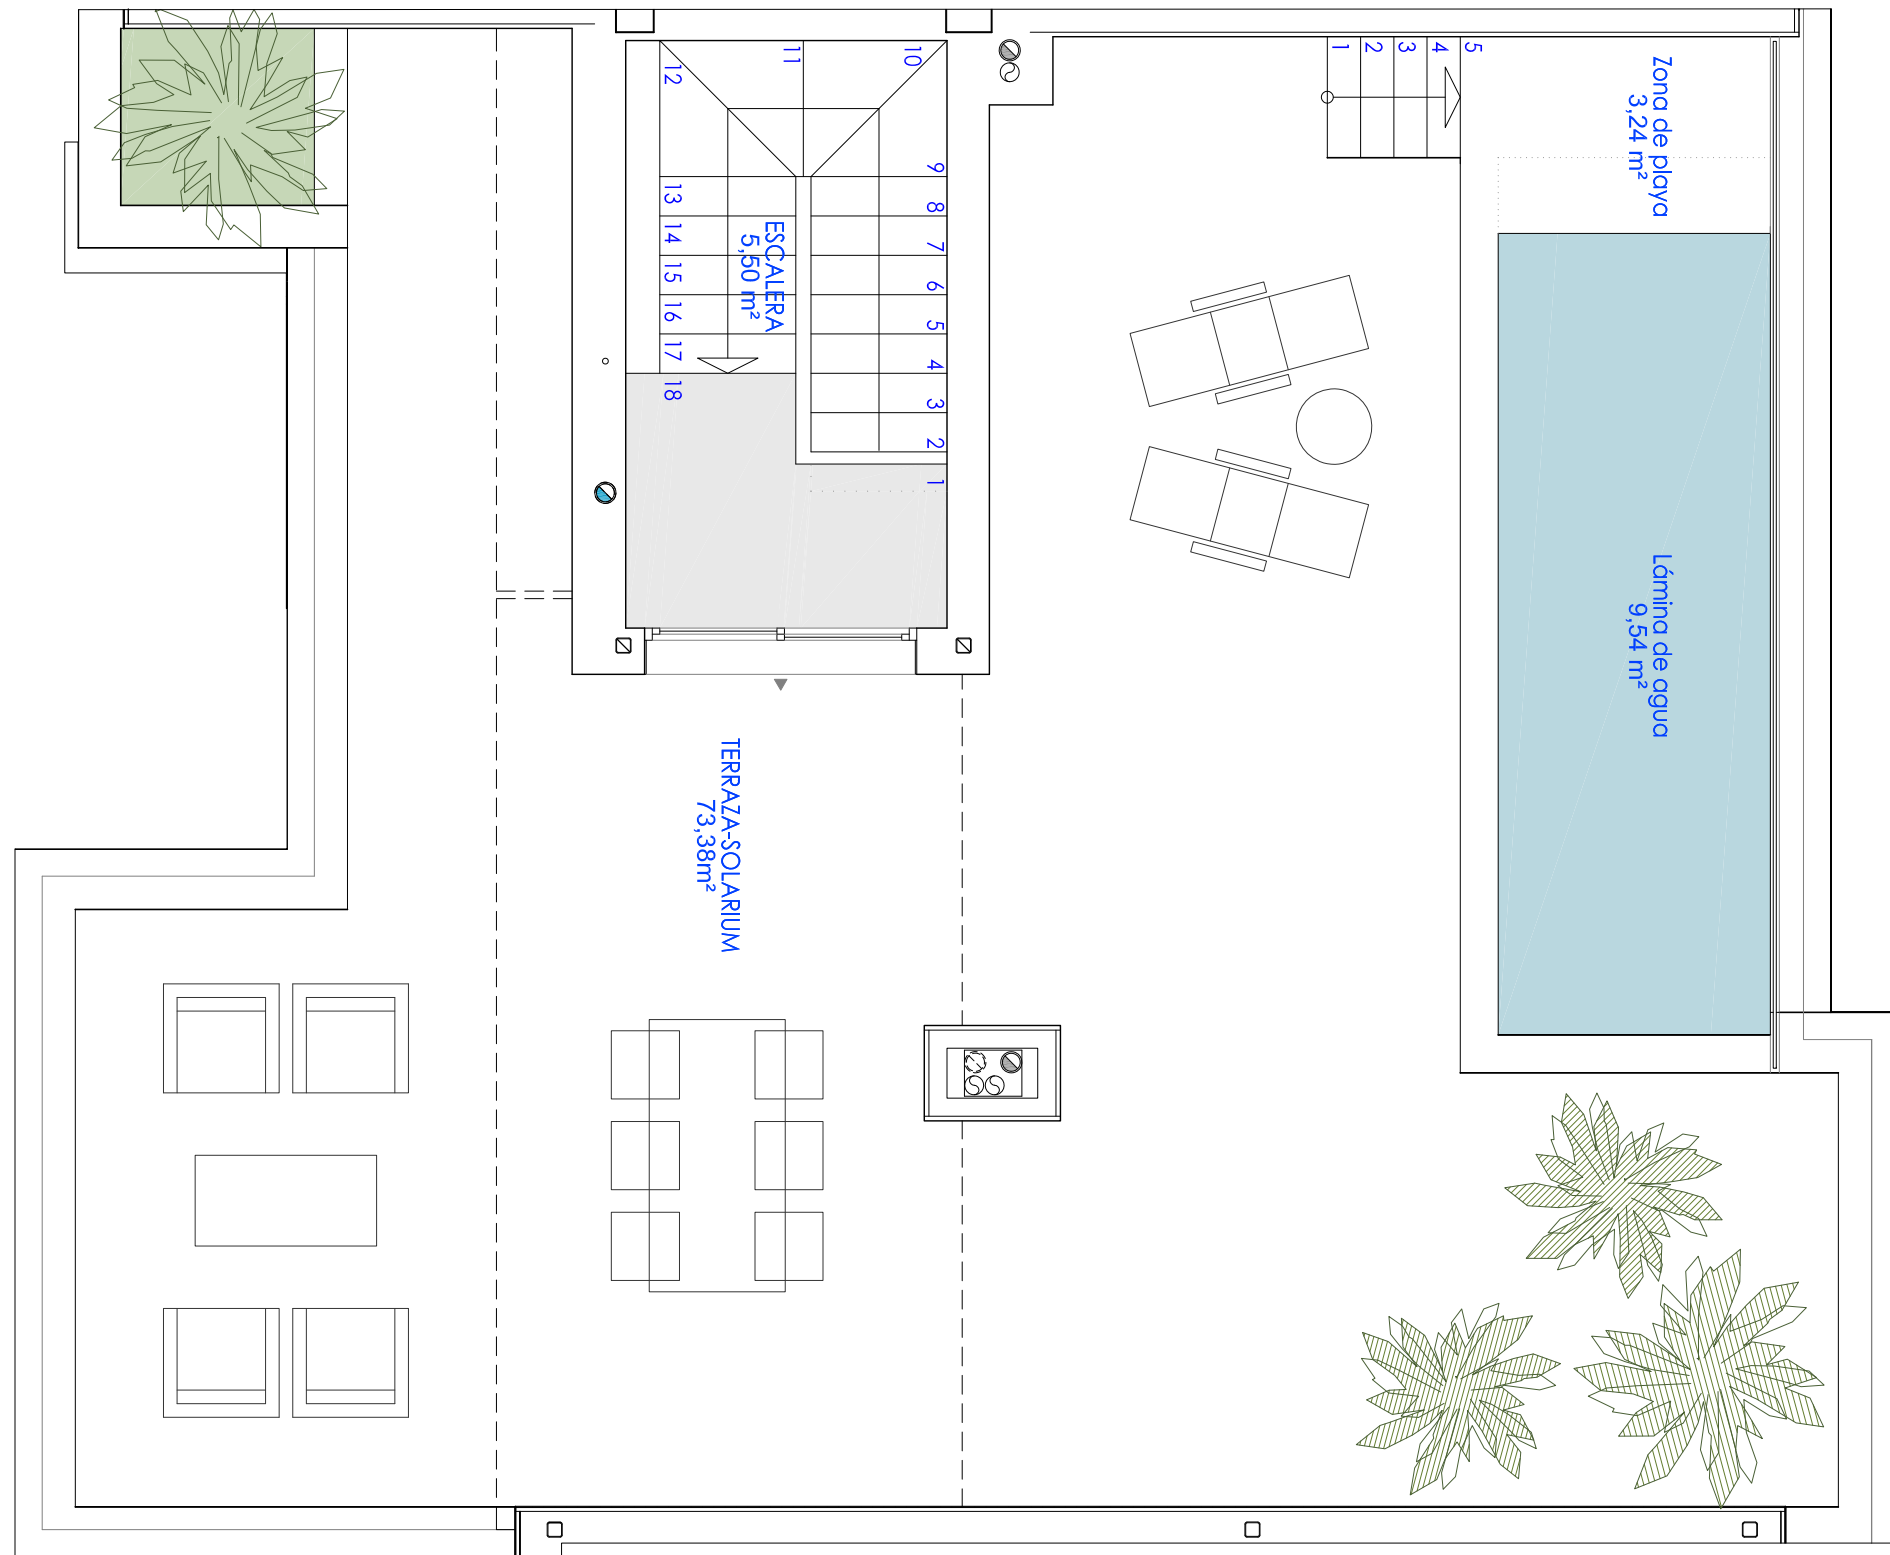 Zona de playa
3,24 m²
Lámina de agua
9,54 m²
ESCALERA
5,50 m²
TERRAZA-SOLARIUM
73,38m²
1
2
3
4
5
1
2
3
4
5
6
7
8
9
10
11
12
13
14
15
16
17
18